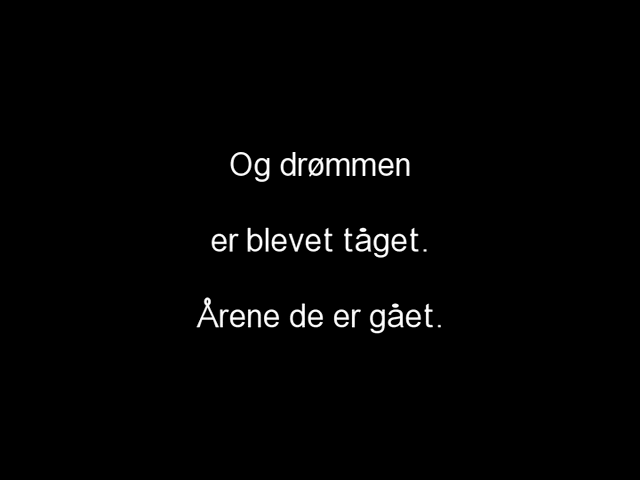 Og drømmen
er blevet tåget.
Årene de er gået.